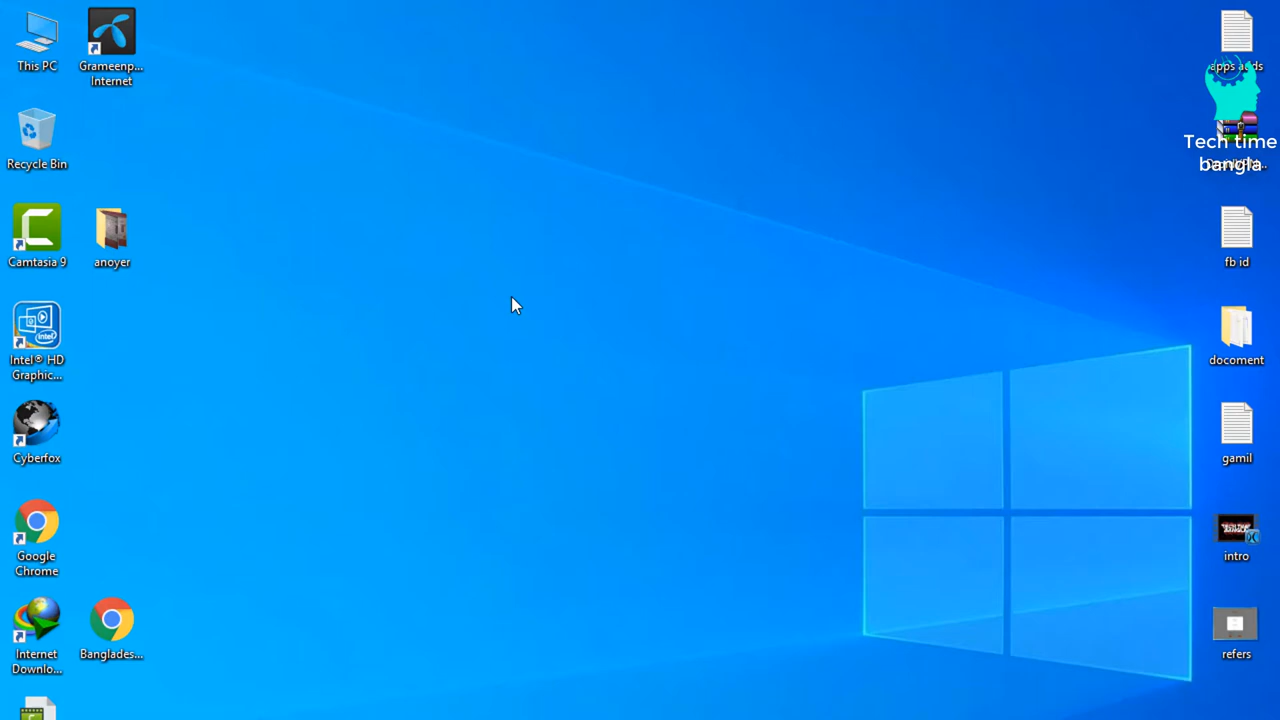 This PC
Grameenp...
Internet
Recycle Bin
Camtasia 9
anoyer
Intel® HD
Graphic...
Cyberfox
Google
Chrome
Internet
Downlo...
Banglades...
apps adds
Tech time
bangla
fb id
docoment
gamil
intro
refers